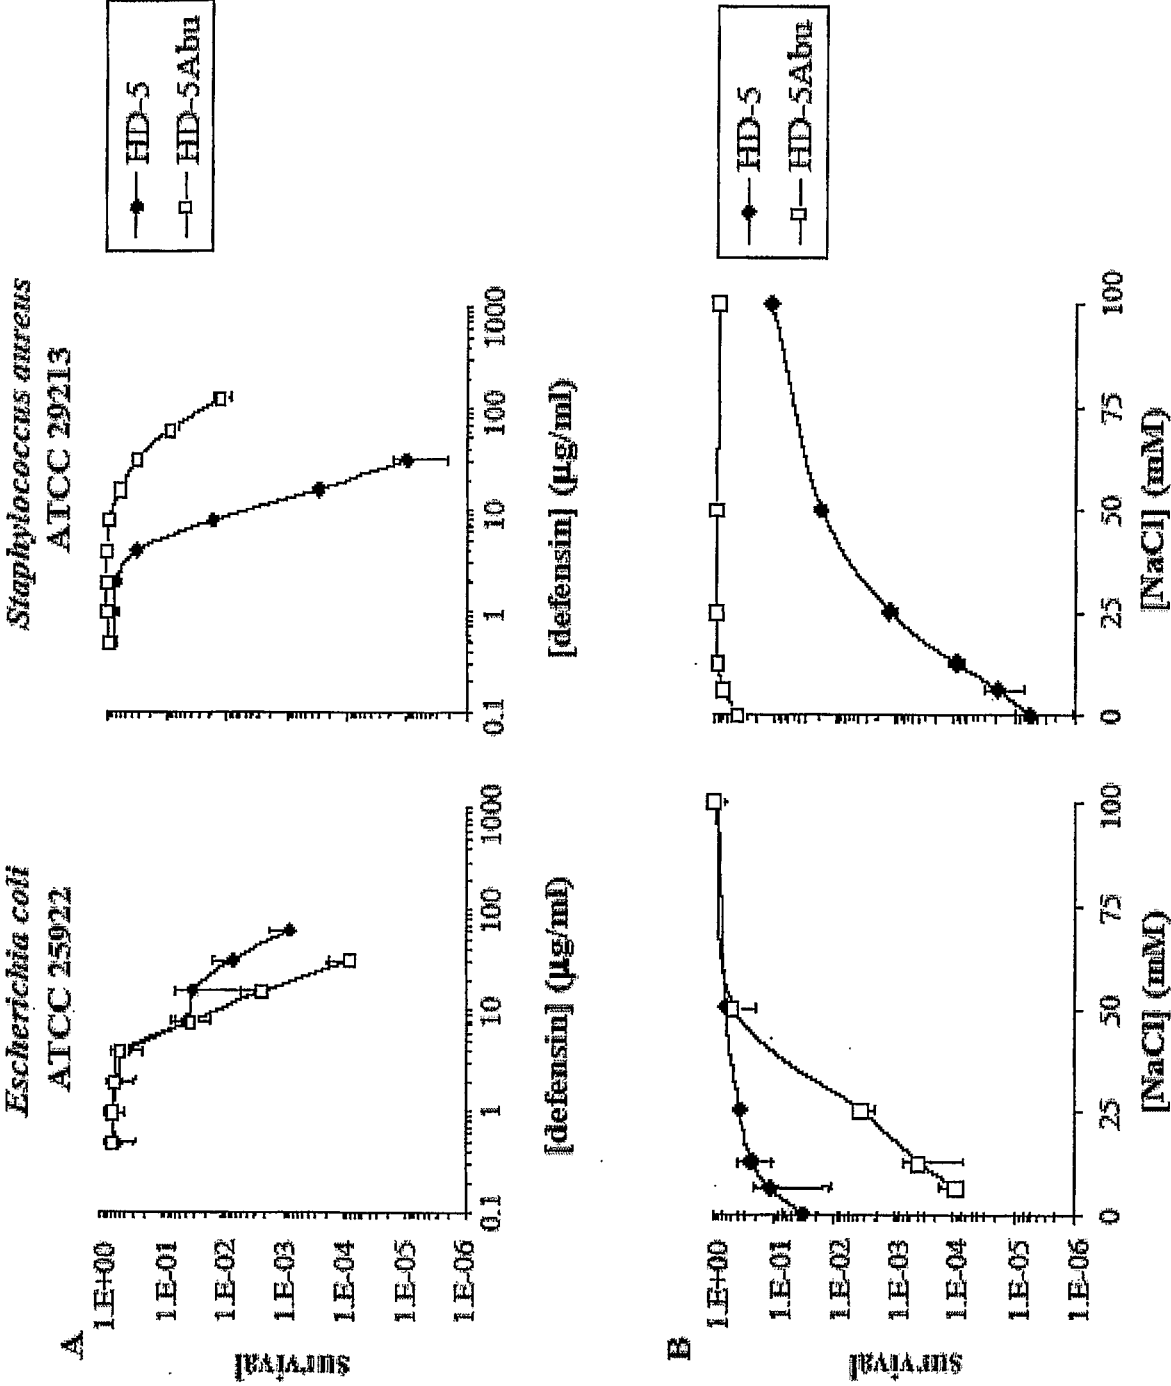 Escherichia coli
ATCC 25922
Staphylococcus aureus
ATCC 29213
A
survival
1.E+00
1.E-01
1.E-02
1.E-03
1.E-04
1.E-05
1.E-06
0.1 1 10 100 1000
[defensin] (µg/ml)
0.1 1 10 100 1000
[defensin] (µg/ml)
HD-5
HD-5Abu
B
survival
1.E+00
1.E-01
1.E-02
1.E-03
1.E-04
1.E-05
1.E-06
0 25 50 75 100
[NaCl] (mM)
0 25 50 75 100
[NaCl] (mM)
HD-5
HD-5Abu